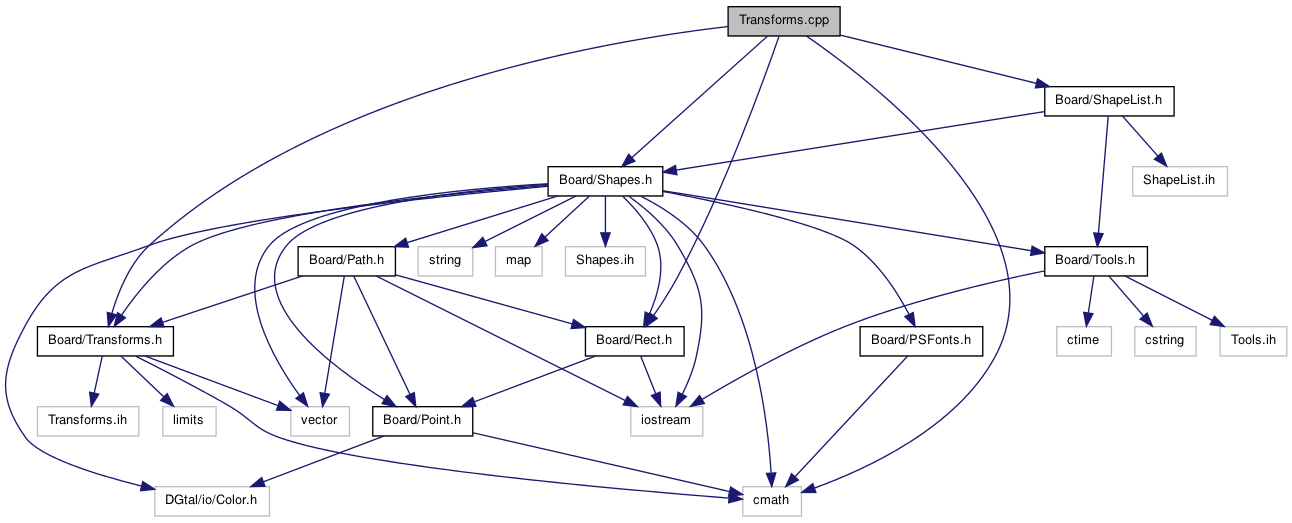 Transforms.cpp
Board/ShapeList.h
Board/Shapes.h
ShapeList.ih
Board/Path.h
string
map
Shapes.ih
Board/Tools.h
Board/Transforms.h
Board/Rect.h
Board/PSFonts.h
ctime
cstring
Tools.ih
Transforms.ih
limits
vector
Board/Point.h
iostream
DGtal/io/Color.h
cmath